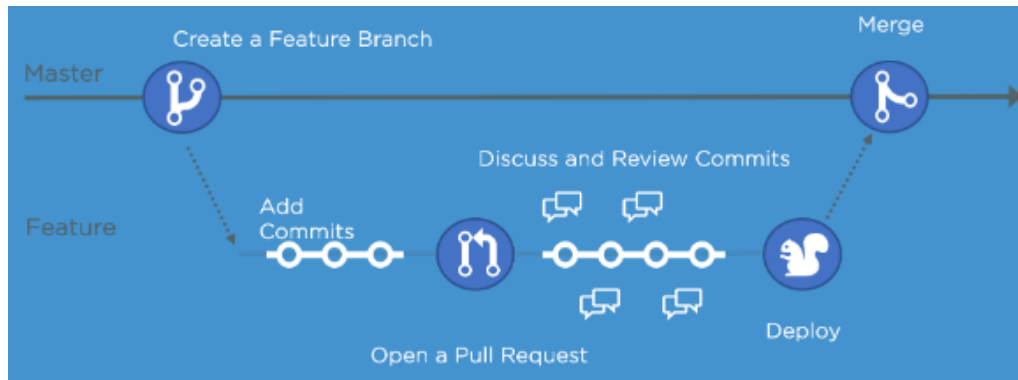 Create a Feature Branch
Merge
Master
Discuss and Review Commits
Add
Commits
Feature
Deploy
Open a Pull Request